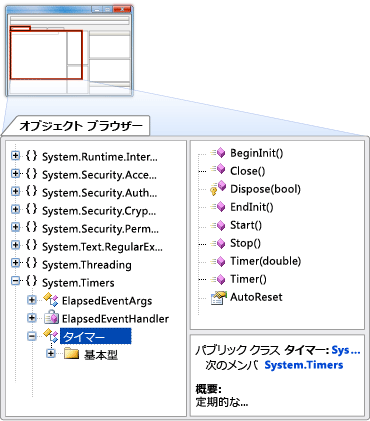 オブジェクト ブラウザー
{} System.Runtime.Inter...
{} System.Security.Acce...
{} System.Security.Auth...
{} System.Security.Cryp...
{} System.Security.Perm...
{} System.Text.RegularEx...
{} System.Threading
{} System.Timers
ElapsedEventArgs
ElapsedEventHandler
タイマー
基本型
BeginInit()
Close()
Dispose(bool)
EndInit()
Start()
Stop()
Timer(double)
Timer()
AutoReset
パブリック クラス タイマー: Sys...
次のメンバ System.Timers
概要:
定期的な...